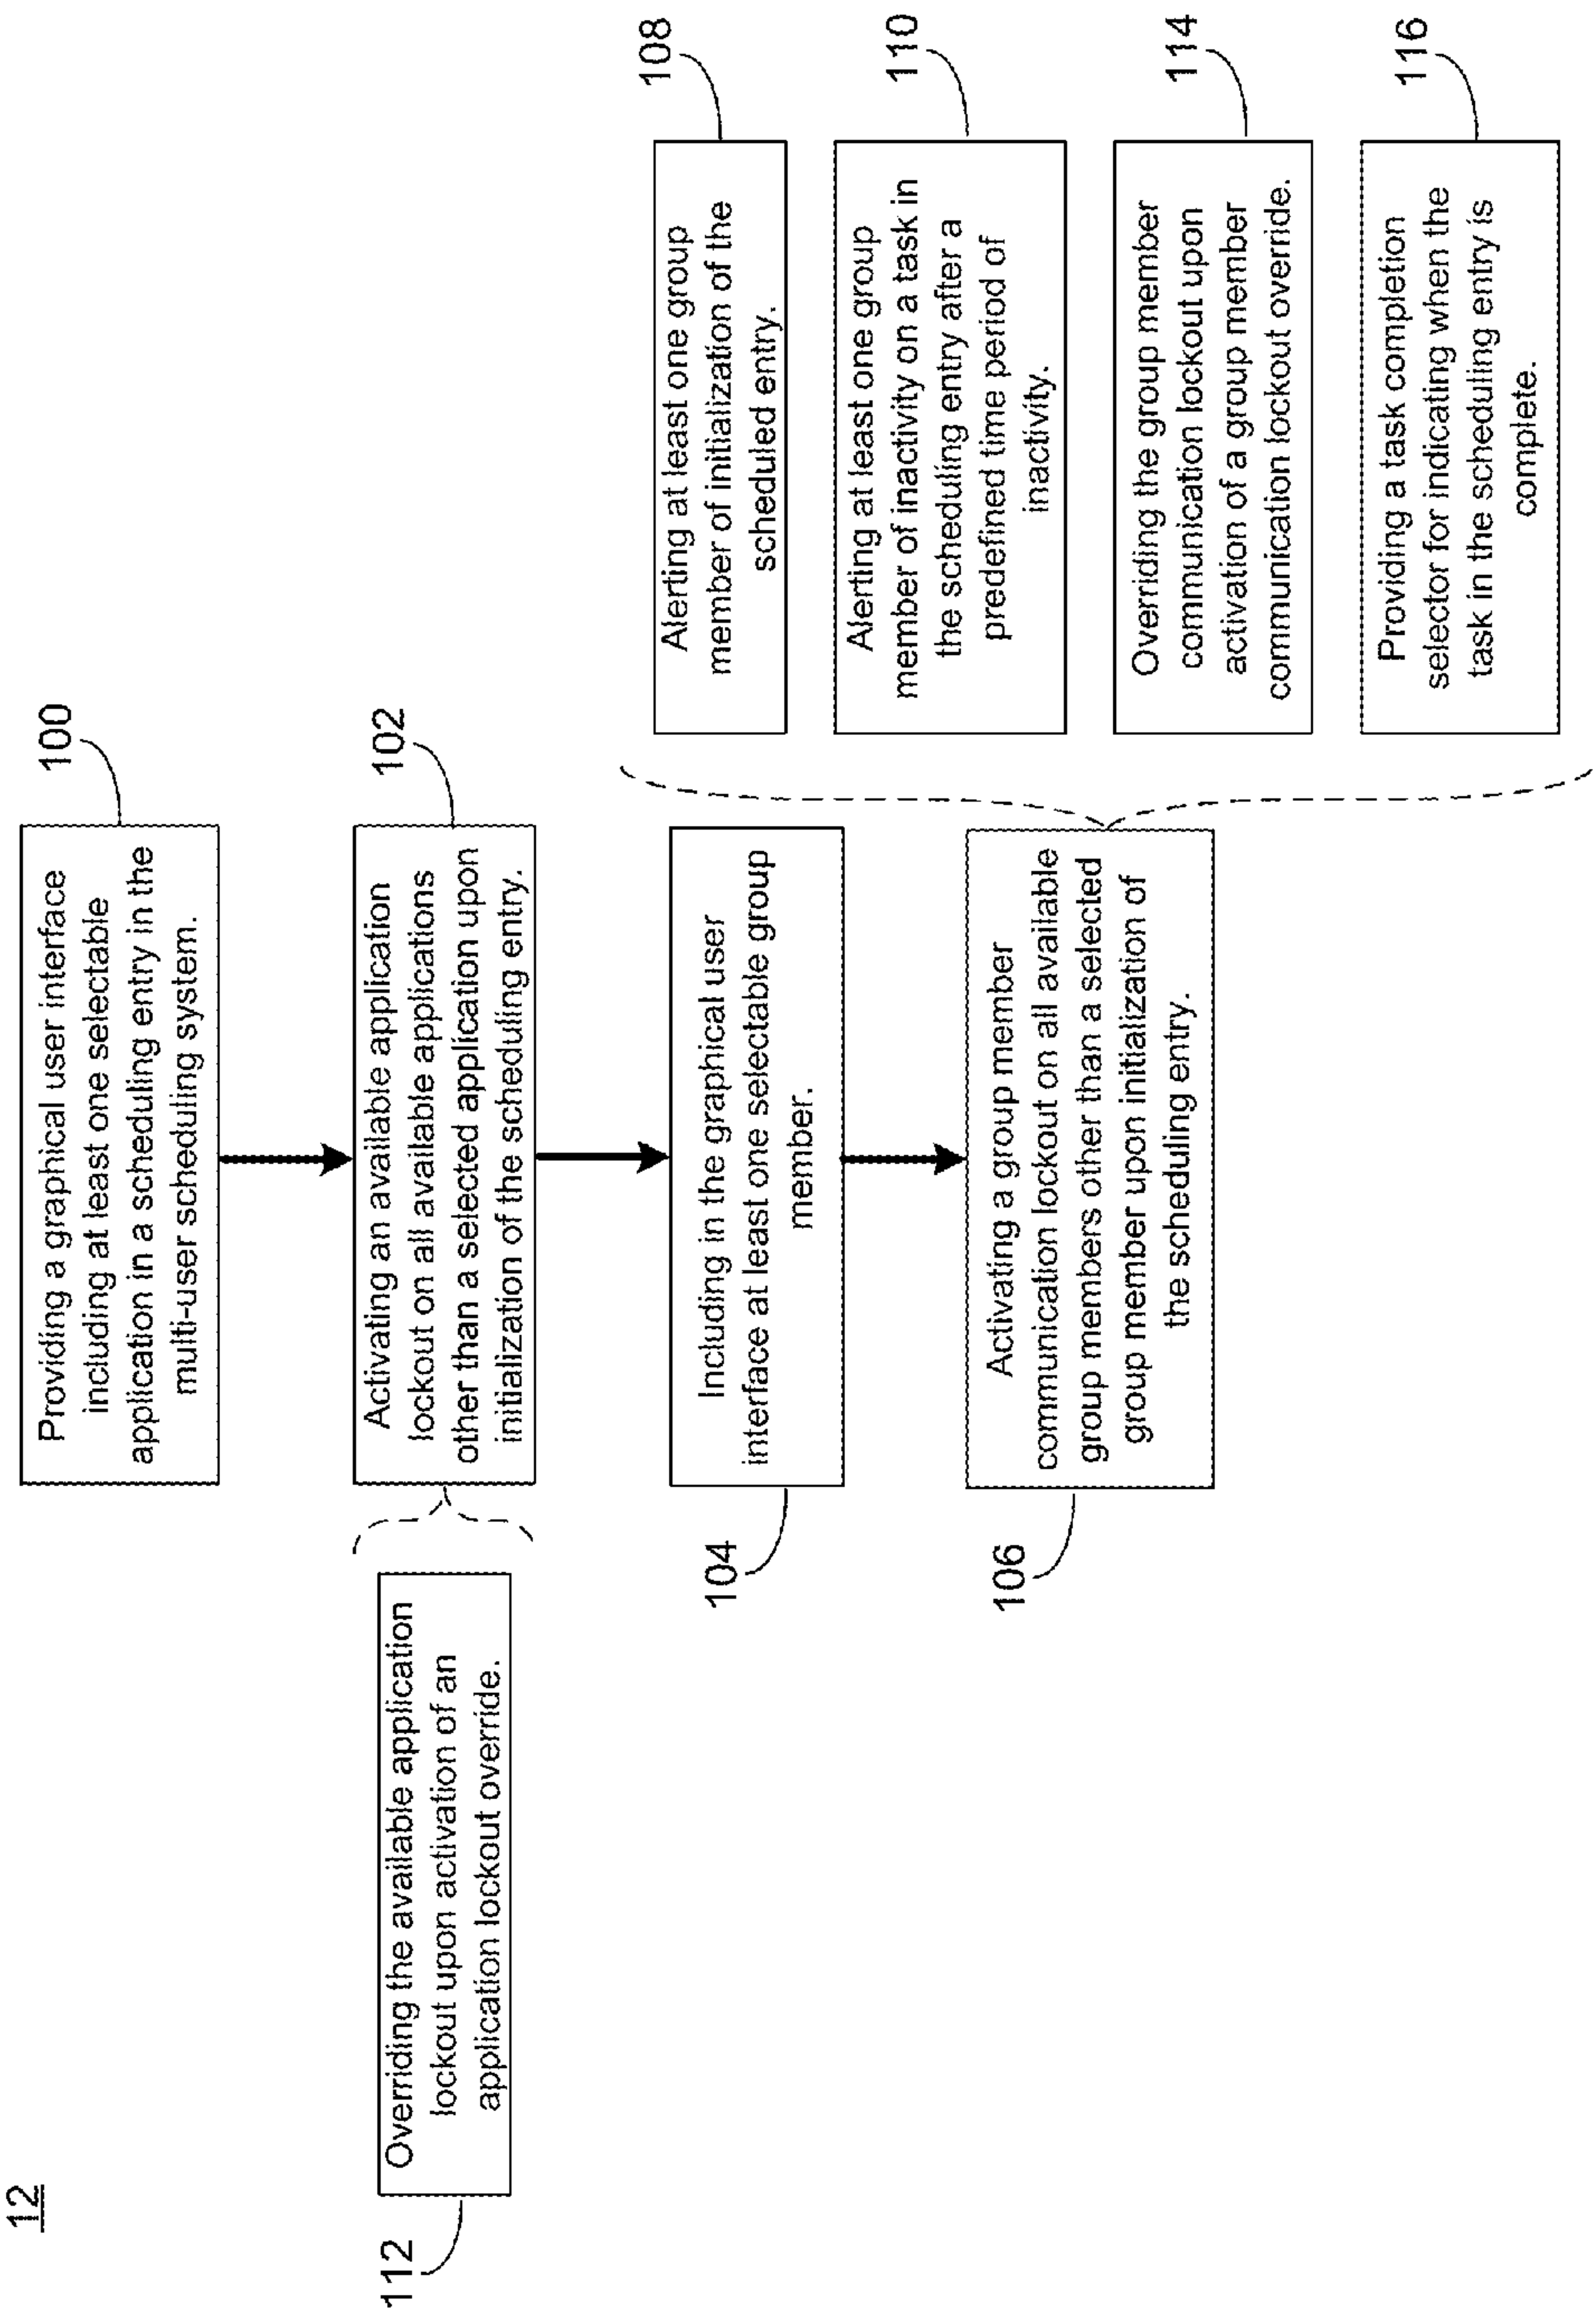 12
100
Providing a graphical user interface
including at least one selectable
application in a scheduling entry in the
multi-user scheduling system.
112
Overriding the available application
lockout upon activation of an
application lockout override.
102
Activating an available application
lockout on all available applications
other than a selected application upon
initialization of the scheduling entry.
104
Including in the graphical user
interface at least one selectable group
member.
106
Activating a group member
communication lockout on all available
group members other than a selected
group member upon initialization of
the scheduling entry.
108
Alerting at least one group
member of initialization of the
scheduled entry.
110
Alerting at least one group
member of inactivity on a task in
the scheduling entry after a
predefined time period of
inactivity.
114
Overriding the group member
communication lockout upon
activation of a group member
communication lockout override.
116
Providing a task completion
selector for indicating when the
task in the scheduling entry is
complete.